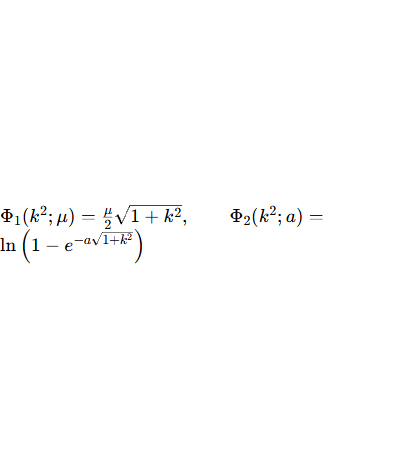 Φ₁(k²; μ) = μ/2 √(1 + k²),  Φ₂(k²; a) =
ln (1 − e^(−a√(1+k²)))